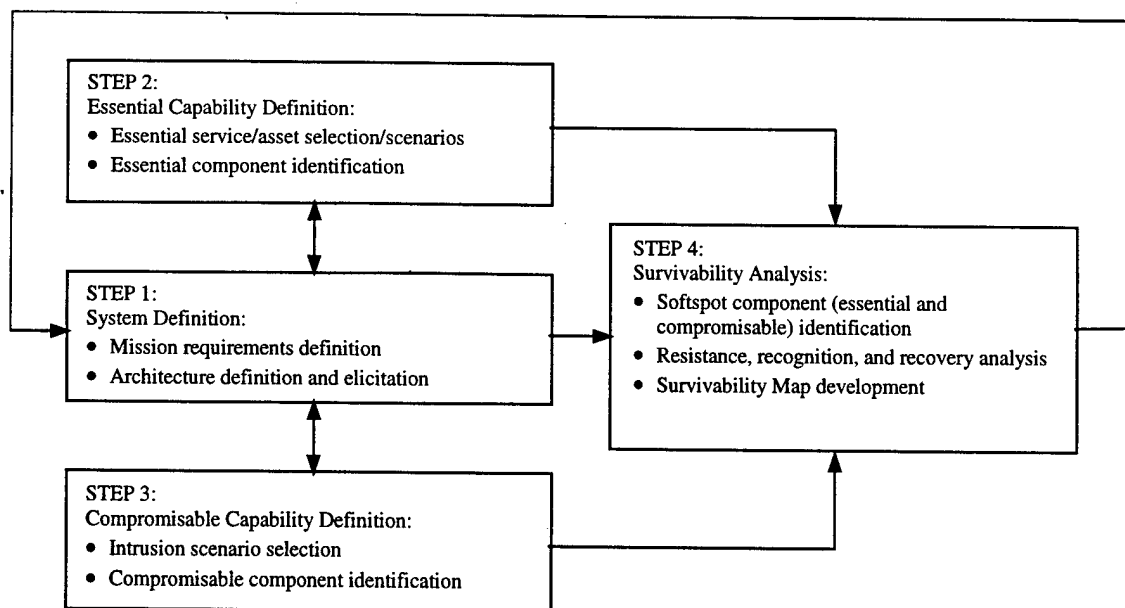 STEP 2:
Essential Capability Definition:
• Essential service/asset selection/scenarios
• Essential component identification
STEP 1:
System Definition:
• Mission requirements definition
• Architecture definition and elicitation
STEP 3:
Compromisable Capability Definition:
• Intrusion scenario selection
• Compromisable component identification
STEP 4:
Survivability Analysis:
• Softspot component (essential and
compromisable) identification
• Resistance, recognition, and recovery analysis
• Survivability Map development